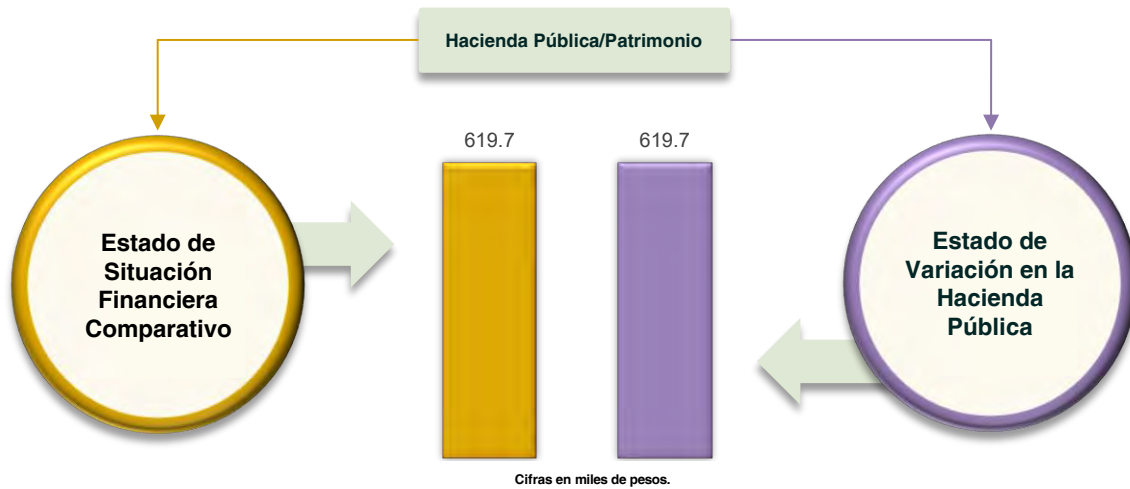 Hacienda Pública/Patrimonio
619.7
619.7
Estado de
Situación
Financiera
Comparativo
Estado de
Variación en la
Hacienda
Pública
Cifras en miles de pesos.